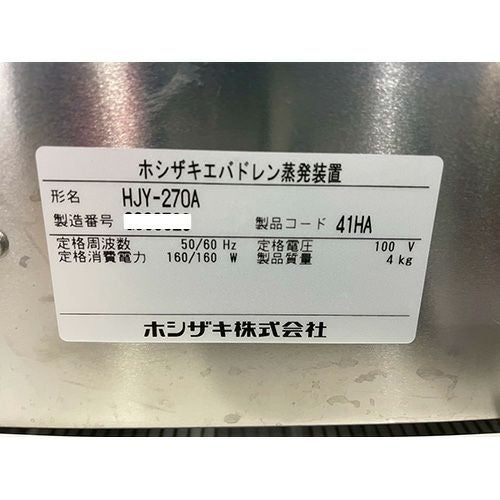 ホシザキエバドレン蒸発装置
形名 HJY-270A
製造番号 製品コード 41HA
定格周波数 50/60 Hz 定格電圧 100 V
定格消費電力 160/160 W 製品質量 4 kg
ホシザキ株式会社